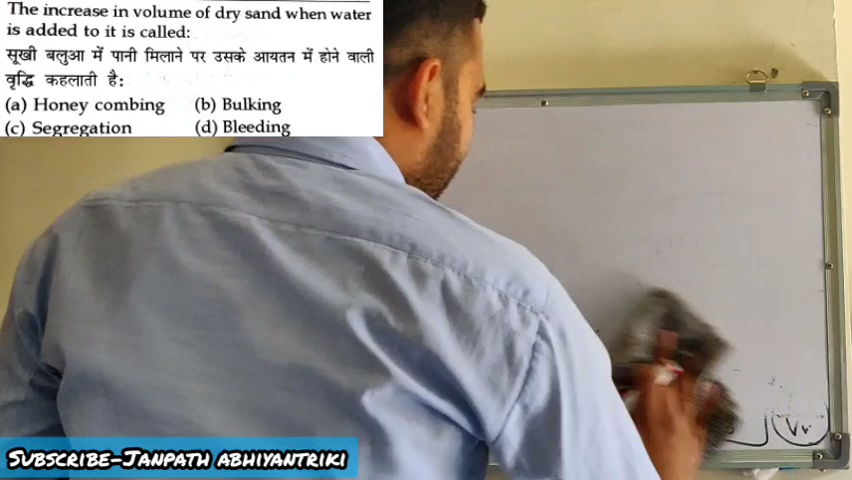 The increase in volume of dry sand when water
is added to it is called:
सूखी बलुआ में पानी मिलाने पर उसके आयतन में होने वाली
वृद्धि कहलाती है:
(a) Honey combing (b) Bulking
(c) Segregation (d) Bleeding
Vv
SUBSCRIBE-JANPATH ABHIYANTRIKI